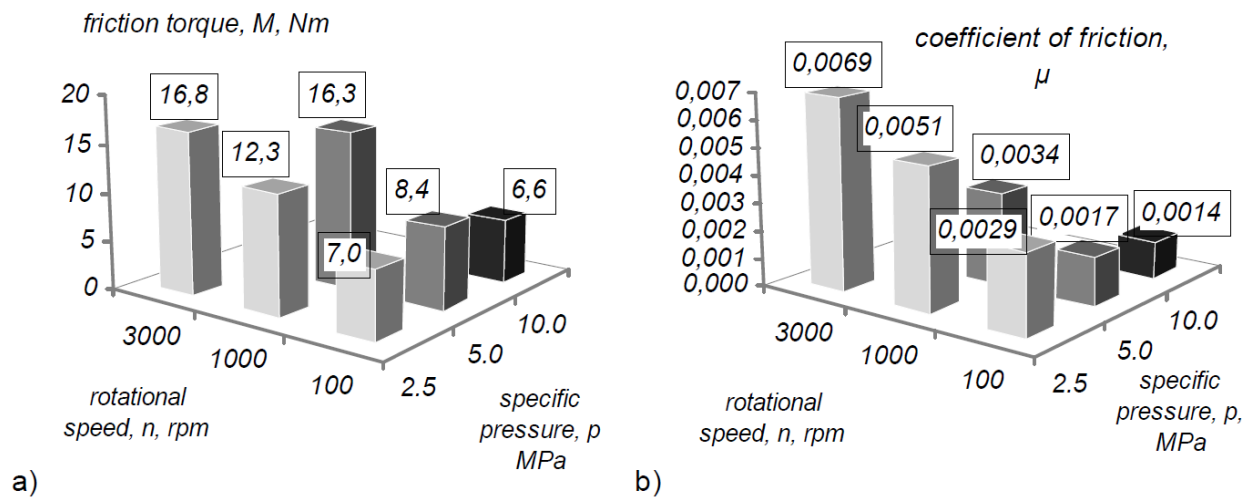 friction torque, M, Nm
20
15
10
5
0
16,8
12,3
16,3
7,0
8,4
6,6
3000
1000
100
2.5
5.0
10.0
rotational
speed, n, rpm
specific
pressure, p
MPa
a)
coefficient of friction,
μ
0,007
0,006
0,005
0,004
0,003
0,002
0,001
0,000
0,0069
0,0051
0,0034
0,0029
0,0017
0,0014
3000
1000
100
2.5
5.0
10.0
rotational
speed, n, rpm
specific
pressure, p,
MPa
b)